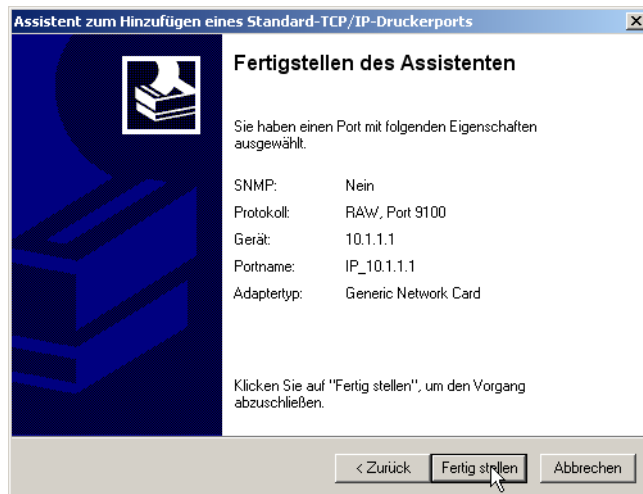 Assistent zum Hinzufügen eines Standard-TCP/IP-Druckerports
Fertigstellen des Assistenten
Sie haben einen Port mit folgenden Eigenschaften
ausgewählt.
SNMP: Nein
Protokoll: RAW, Port 9100
Gerät: 10.1.1.1
Portname: IP_10.1.1.1
Adaptertyp: Generic Network Card
Klicken Sie auf "Fertig stellen", um den Vorgang
abzuschließen.
< Zurück Fertig stellen Abbrechen